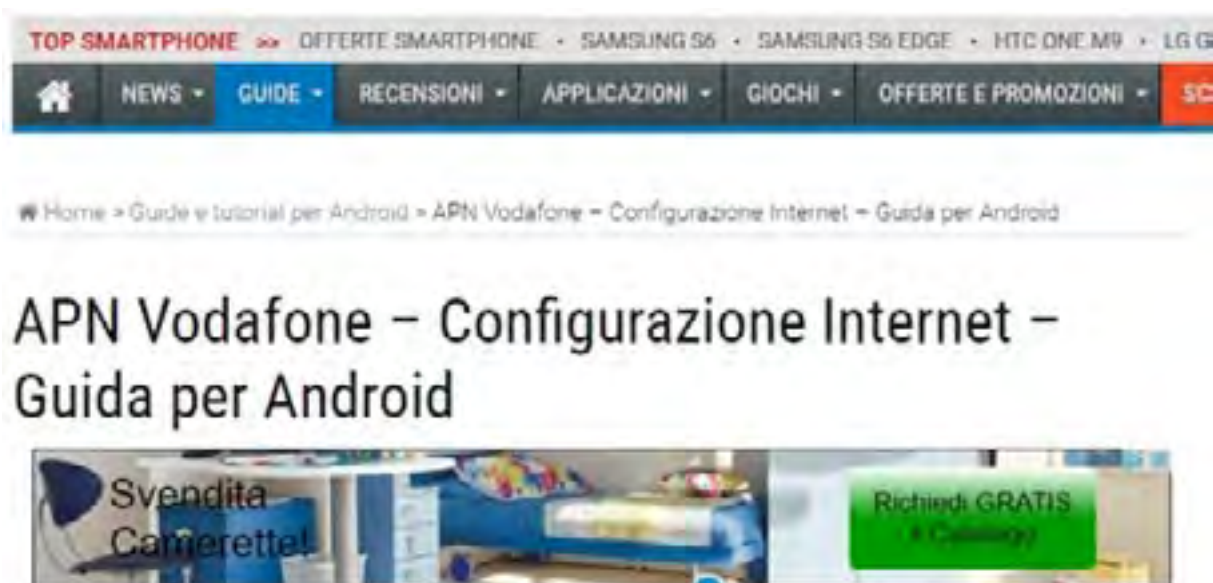 TOP SMARTPHONE >> OFFERTE SMARTPHONE • SAMSUNG S6 • SAMSUNG S6 EDGE • HTC ONE M9 • LG
NEWS GUIDE RECENSIONI APPLICAZIONI GIOCHI OFFERTE E PROMOZIONI SC
Home » Guide e tutorial per Android » APN Vodafone – Configurazione Internet – Guida per Android
APN Vodafone – Configurazione Internet –
Guida per Android
Svendita
Camerette!
Richiedi GRATIS
il Catalogo